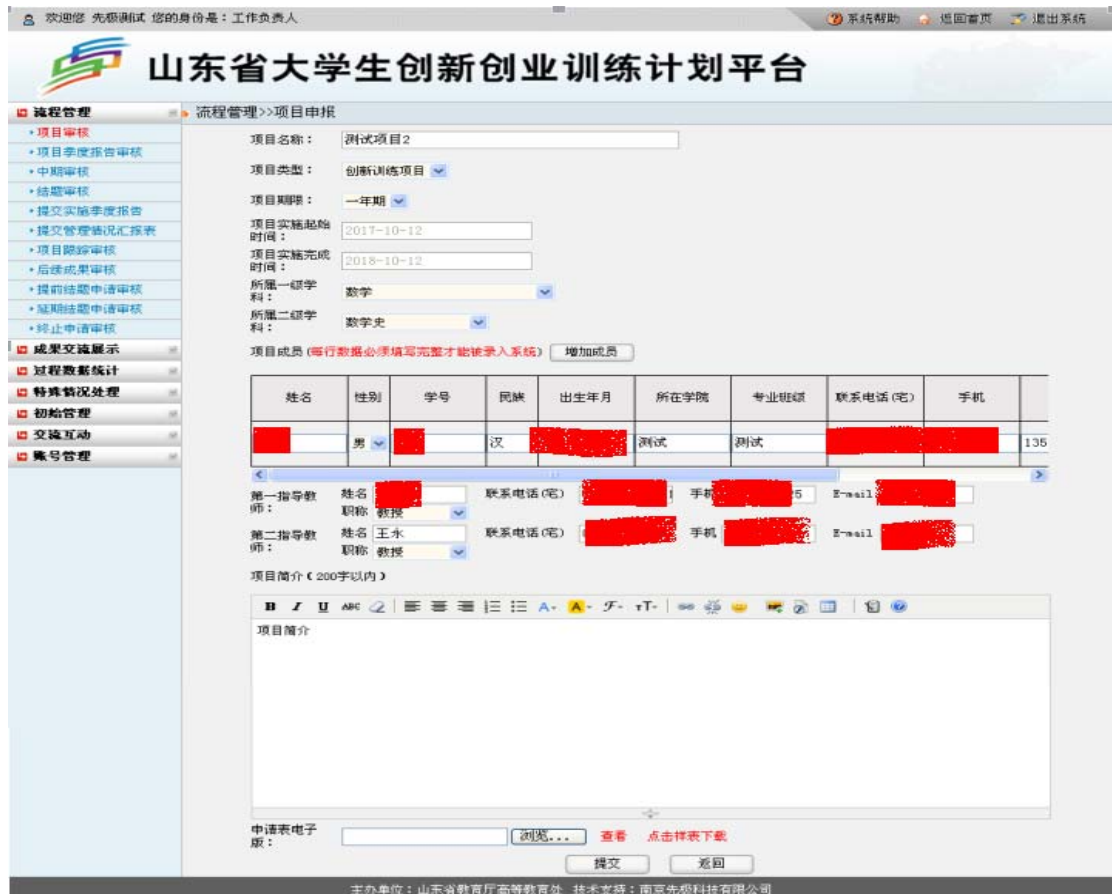 欢迎您 先极测试 您的身份是：工作负责人 系统帮助 返回首页 退出系统
山东省大学生创新创业训练计划平台
流程管理
流程管理>>项目申报
项目审核
项目季度报告审核
中期审核
结题审核
提交实施季度报告
提交管理情况汇报表
项目跟踪审核
后续成果审核
提前结题申请审核
延期结题申请审核
终止申请审核
成果交流展示
过程数据统计
特殊情况处理
初始管理
交流互动
账号管理
项目名称： 测试项目2
项目类型： 创新训练项目
项目期限： 一年期
项目实施起始
时间： 2017-10-12
项目实施完成
时间： 2018-10-12
所属一级学
科： 数学
所属二级学
科： 数学史
项目成员(每行数据必须填写完整才能被录入系统) 增加成员
姓名 性别 学号 民族 出生年月 所在学院 专业班级 联系电话(宅) 手机
男 汉 测试 测试 135
第一指导教
师： 姓名 联系电话(宅) 手机 5 E-mail
职称 教授
第二指导教
师： 姓名 王永 联系电话(宅) 手机 E-mail
职称 教授
项目简介(200字以内)
B I U ABC A A F TT
项目简介
申请表电子
版： 浏览... 查看 点击样表下载
提交 返回
主办单位：山东省教育厅高等教育处 技术支持：南京先极科技有限公司